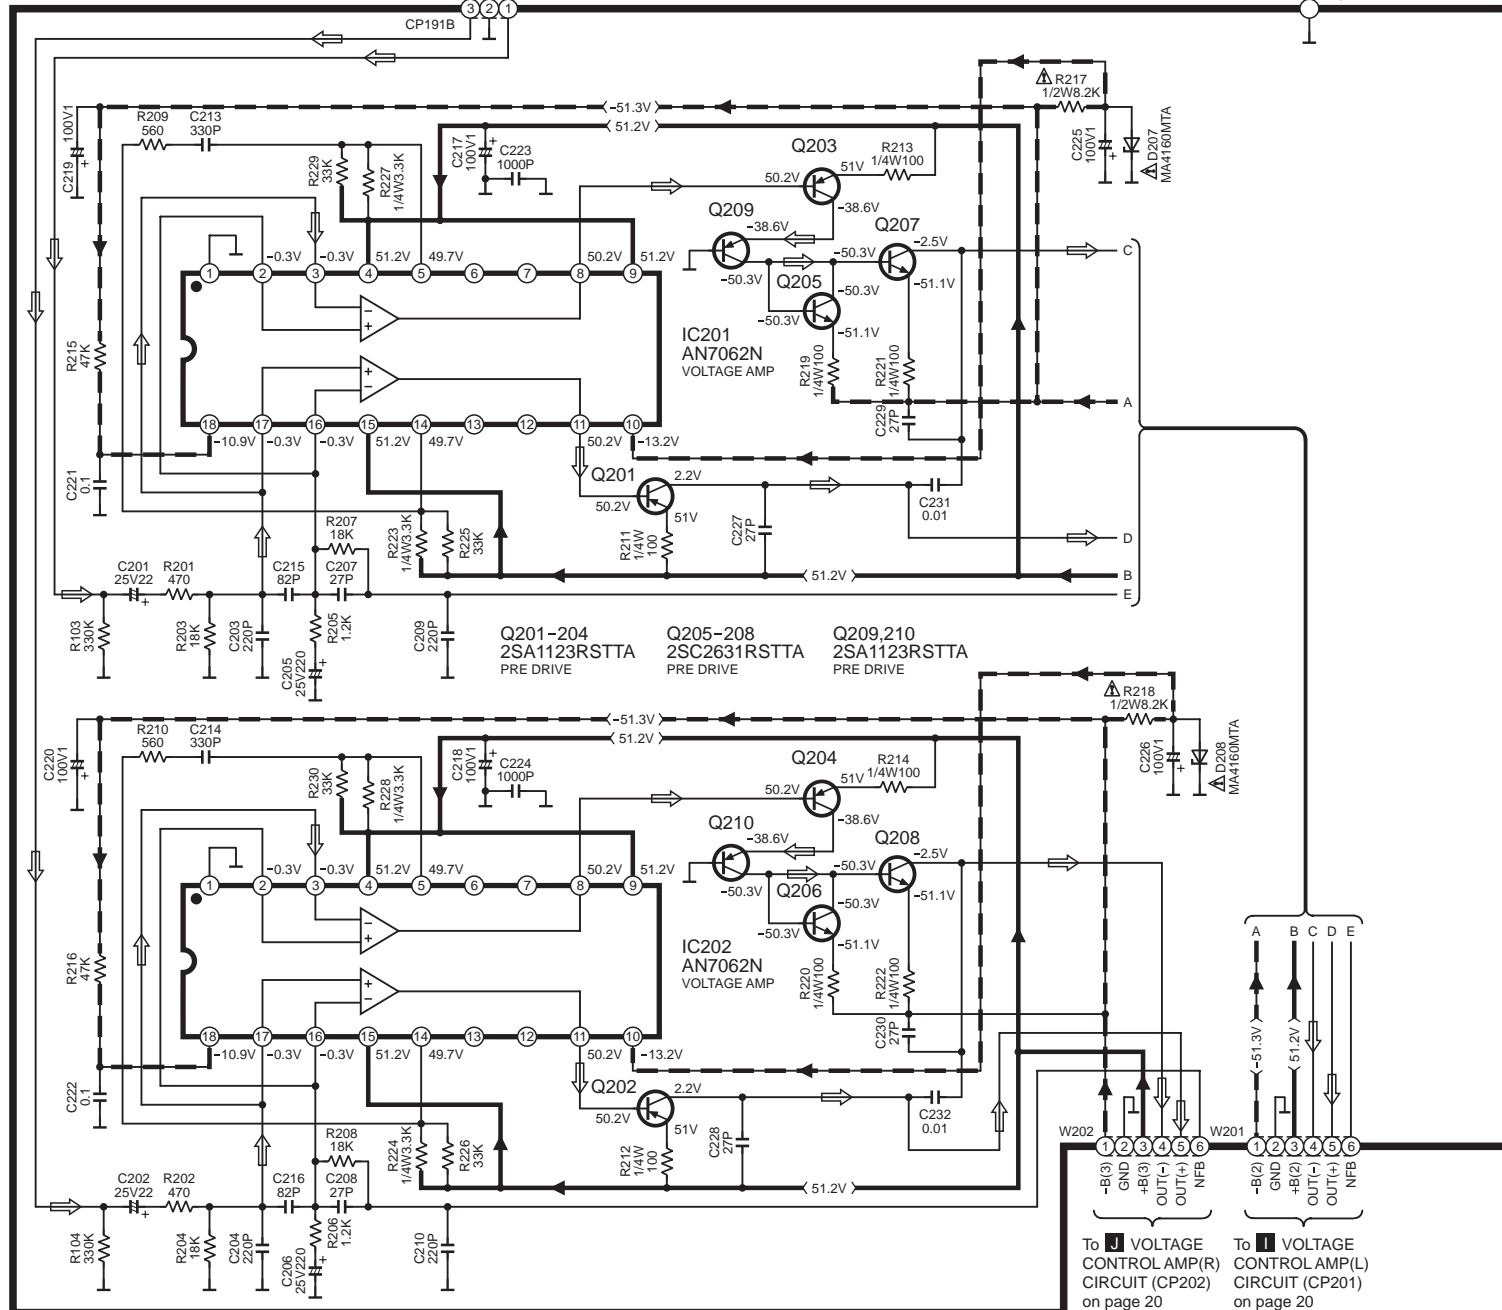 3 2 1
CP191B
-51.3V
51.2V
R209
560
C213
330P
C219
100V1
R229
33K
R227
1/4W3.3K
C217
100V1
C223
1000P
Q203
R213
1/4W100
51V
50.2V
-38.6V
R217
1/2W8.2K
C225
100V1
D207
MA4160MTA
Q209
-38.6V
-50.3V
Q207
-2.5V
-50.3V
-51.1V
Q205
-50.3V
-50.3V
-51.1V
C
-0.3V -0.3V 51.2V 49.7V 50.2V 51.2V
1 2 3 4 5 6 7 8 9
R215
47K
IC201
AN7062N
VOLTAGE AMP
R219
1/4W100
R221
1/4W100
C229
27P
A
18 17 16 15 14 13 12 11 10
-10.9V -0.3V -0.3V 51.2V 49.7V 50.2V -13.2V
C221
0.1
Q201
2.2V
50.2V
51V
C231
0.01
R207
18K
R223
1/4W3.3K
R225
33K
R211
1/4W
100
C227
27P
D
51.2V
B
E
C201
25V22
R201
470
C215
82P
C207
27P
R103
330K
R203
18K
C203
220P
R205
1.2K
C205
25V220
C209
220P
Q201-204
2SA1123RSTTA
PRE DRIVE
Q205-208
2SC2631RSTTA
PRE DRIVE
Q209,210
2SA1123RSTTA
PRE DRIVE
-51.3V
51.2V
R210
560
C214
330P
C220
100V1
R230
33K
R228
1/4W3.3K
C218
100V1
C224
1000P
Q204
R214
1/4W100
51V
50.2V
-38.6V
R218
1/2W8.2K
C226
100V1
D208
MA4160MTA
Q210
-38.6V
-50.3V
Q208
-2.5V
-50.3V
-51.1V
Q206
-50.3V
-50.3V
-51.1V
-0.3V -0.3V 51.2V 49.7V 50.2V 51.2V
1 2 3 4 5 6 7 8 9
R216
47K
IC202
AN7062N
VOLTAGE AMP
R220
1/4W100
R222
1/4W100
C230
27P
18 17 16 15 14 13 12 11 10
-10.9V -0.3V -0.3V 51.2V 49.7V 50.2V -13.2V
C222
0.1
Q202
2.2V
50.2V
51V
C232
0.01
R208
18K
R224
1/4W3.3K
R226
33K
R212
1/4W
100
C228
27P
51.2V
C202
25V22
R202
470
C216
82P
C208
27P
R104
330K
R204
18K
C204
220P
R206
1.2K
C206
25V220
C210
220P
A B C D E
-51.3V
51.2V
W202
1 2 3 4 5 6
-B(3)
GND
+B(3)
OUT(-)
OUT(+)
NFB
W201
1 2 3 4 5 6
-B(2)
GND
+B(2)
OUT(-)
OUT(+)
NFB
To J VOLTAGE
CONTROL AMP(R)
CIRCUIT (CP202)
on page 20
To I VOLTAGE
CONTROL AMP(L)
CIRCUIT (CP201)
on page 20